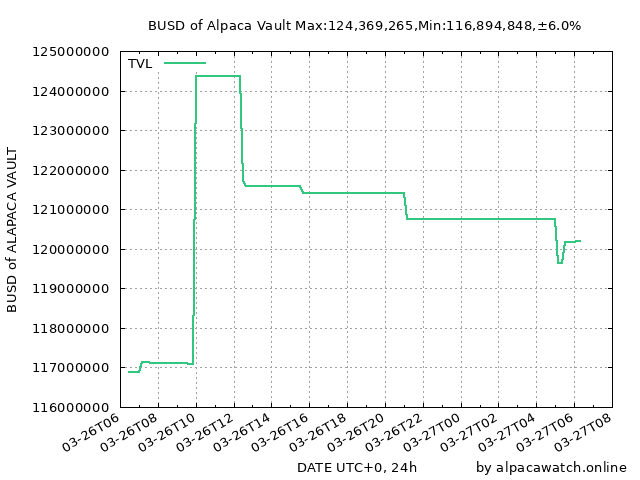 BUSD of Alpaca Vault Max:124,369,265,Min:116,894,848,±6.0%
TVL
125000000
124000000
123000000
122000000
121000000
120000000
119000000
118000000
117000000
116000000
BUSD of ALAPACA VAULT
03-26T06
03-26T08
03-26T10
03-26T12
03-26T14
03-26T16
03-26T18
03-26T20
03-26T22
03-27T00
03-27T02
03-27T04
03-27T06
03-27T08
DATE UTC+0, 24h
by alpacawatch.online